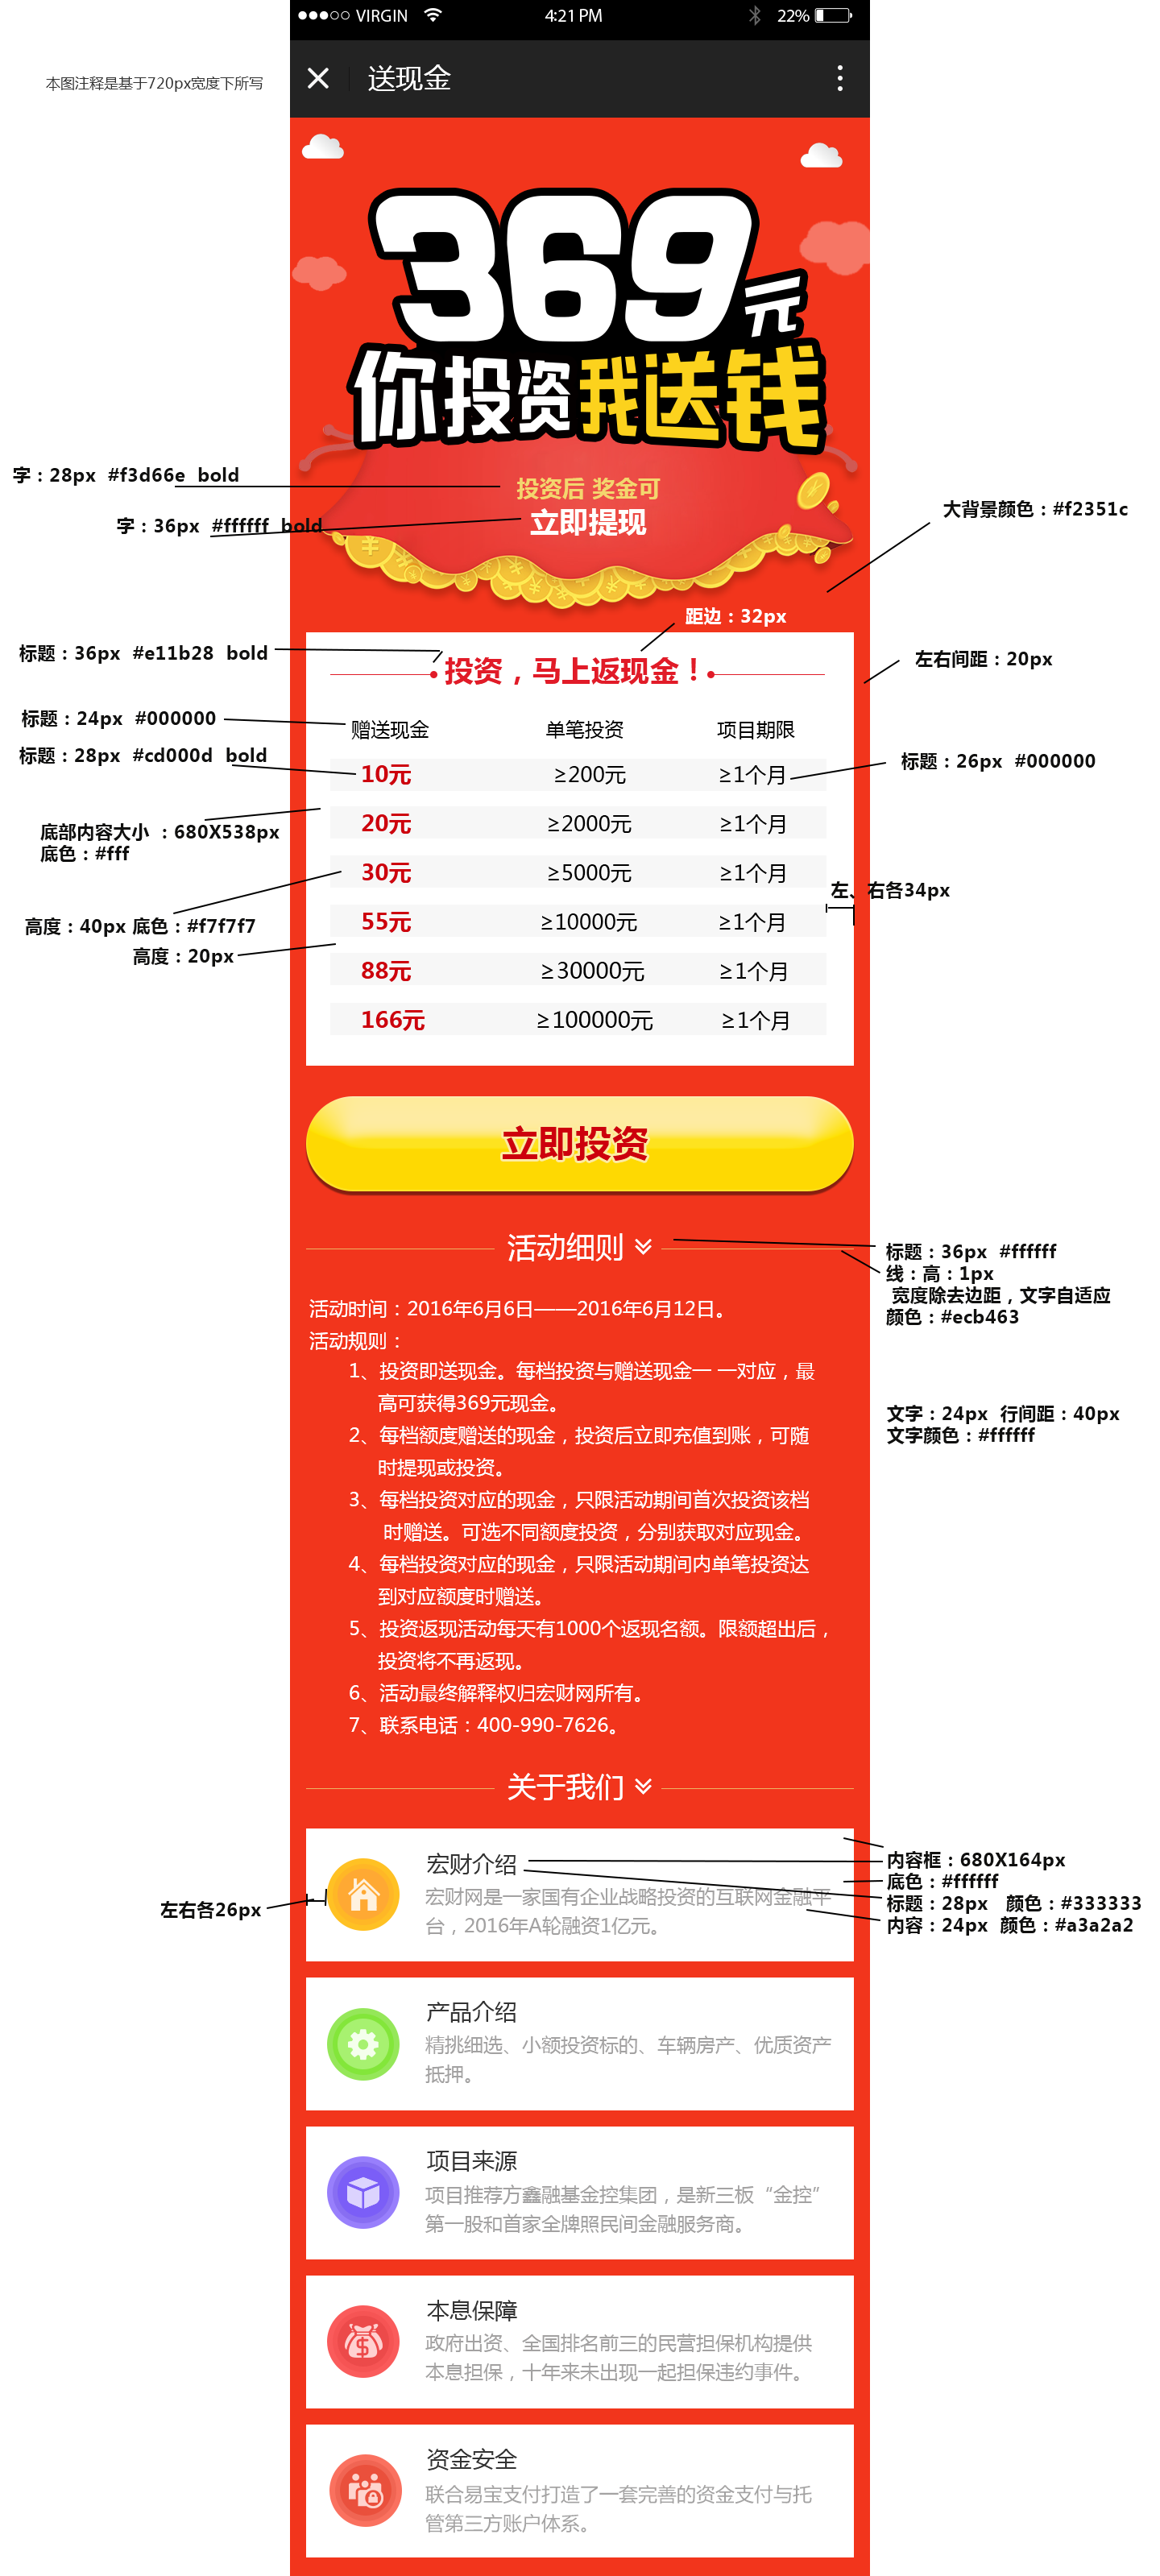 VIRGIN 4:21 PM 22%
本图注释是基于720px宽度下所写
送现金
369元
你投资我送钱
字：28px #f3d66e bold
投资后 奖金可
字：36px #ffffff bold
立即提现
大背景颜色：#f2351c
距边：32px
标题：36px #e11b28 bold
投资，马上返现金！
左右间距：20px
标题：24px #000000
赠送现金 单笔投资 项目期限
标题：28px #cd000d bold
标题：26px #000000
10元 ≥200元 ≥1个月
20元 ≥2000元 ≥1个月
底部内容大小 ：680X538px
底色：#fff
30元 ≥5000元 ≥1个月
左、右各34px
高度：40px 底色：#f7f7f7
55元 ≥10000元 ≥1个月
高度：20px
88元 ≥30000元 ≥1个月
166元 ≥100000元 ≥1个月
立即投资
活动细则
标题：36px #ffffff
线：高：1px
宽度除去边距，文字自适应
颜色：#ecb463
活动时间：2016年6月6日——2016年6月12日。
活动规则：
1、投资即送现金。每档投资与赠送现金一 一对应，最
高可获得369元现金。
文字：24px 行间距：40px
文字颜色：#ffffff
2、每档额度赠送的现金，投资后立即充值到账，可随
时提现或投资。
3、每档投资对应的现金，只限活动期间首次投资该档
时赠送。可选不同额度投资，分别获取对应现金。
4、每档投资对应的现金，只限活动期间内单笔投资达
到对应额度时赠送。
5、投资返现活动每天有1000个返现名额。限额超出后，
投资将不再返现。
6、活动最终解释权归宏财网所有。
7、联系电话：400-990-7626。
关于我们
宏财介绍
宏财网是一家国有企业战略投资的互联网金融平
台，2016年A轮融资1亿元。
左右各26px
内容框：680X164px
底色：#ffffff
标题：28px 颜色：#333333
内容：24px 颜色：#a3a2a2
产品介绍
精挑细选、小额投资标的、车辆房产、优质资产
抵押。
项目来源
项目推荐方鑫融基金控集团，是新三板“金控”
第一股和首家全牌照民间金融服务商。
本息保障
政府出资、全国排名前三的民营担保机构提供
本息担保，十年来未出现一起担保违约事件。
资金安全
联合易宝支付打造了一套完善的资金支付与托
管第三方账户体系。